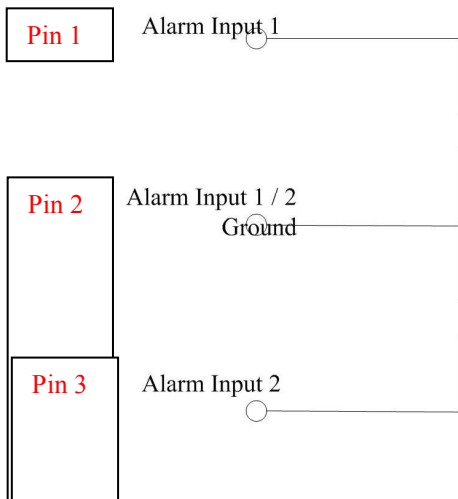 Pin 1
Alarm Input 1
Pin 2
Alarm Input 1 / 2
Ground
Pin 3
Alarm Input 2